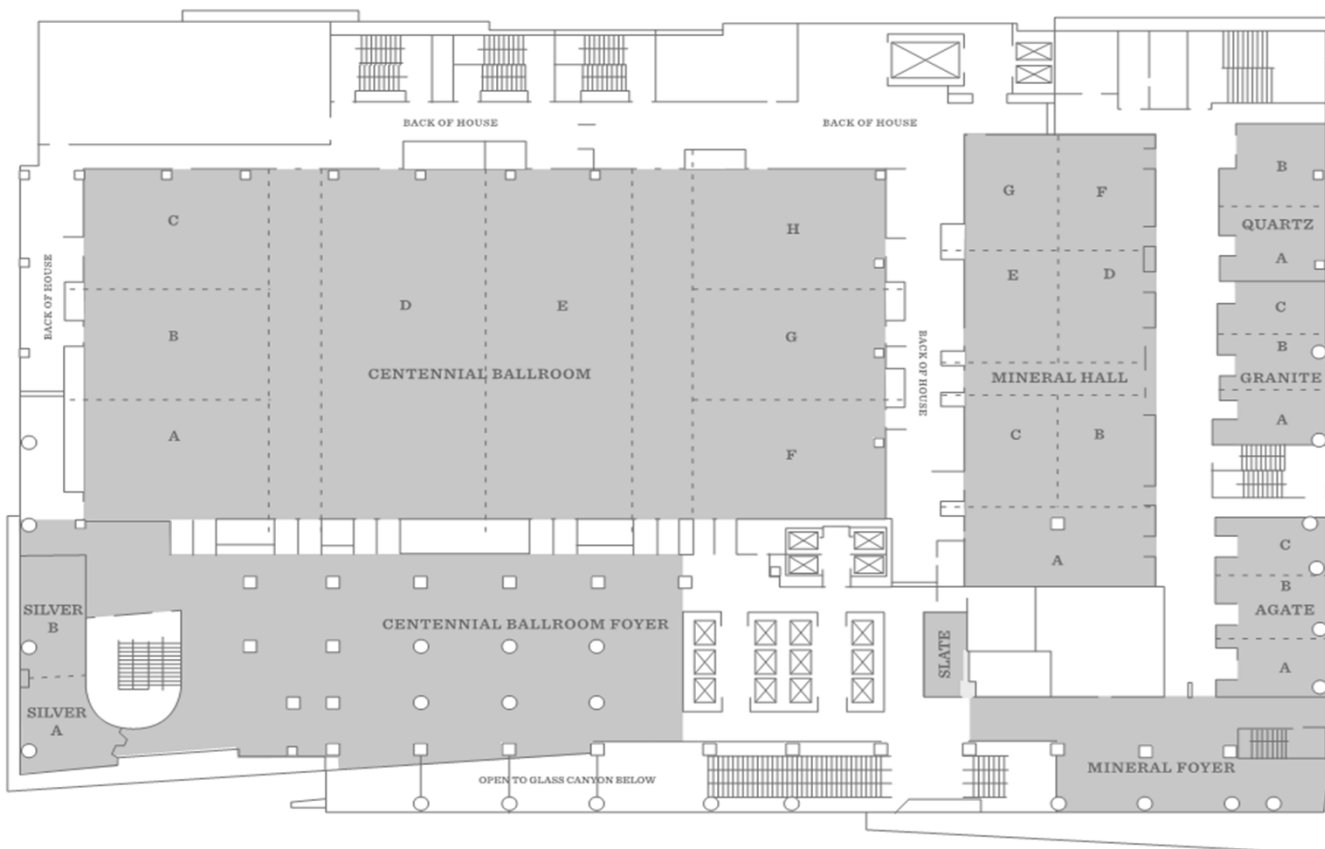 BACK OF HOUSE
BACK OF HOUSE
B
G
F
C
QUARTZ
H
A
E
D
BACK OF HOUSE
D
E
C
B
G
B
BACK OF HOUSE
CENTENNIAL BALLROOM
MINERAL HALL
GRANITE
A
C
B
A
F
C
A
B
SILVER
B
CENTENNIAL BALLROOM FOYER
SLATE
AGATE
A
SILVER
A
MINERAL FOYER
OPEN TO GLASS CANYON BELOW